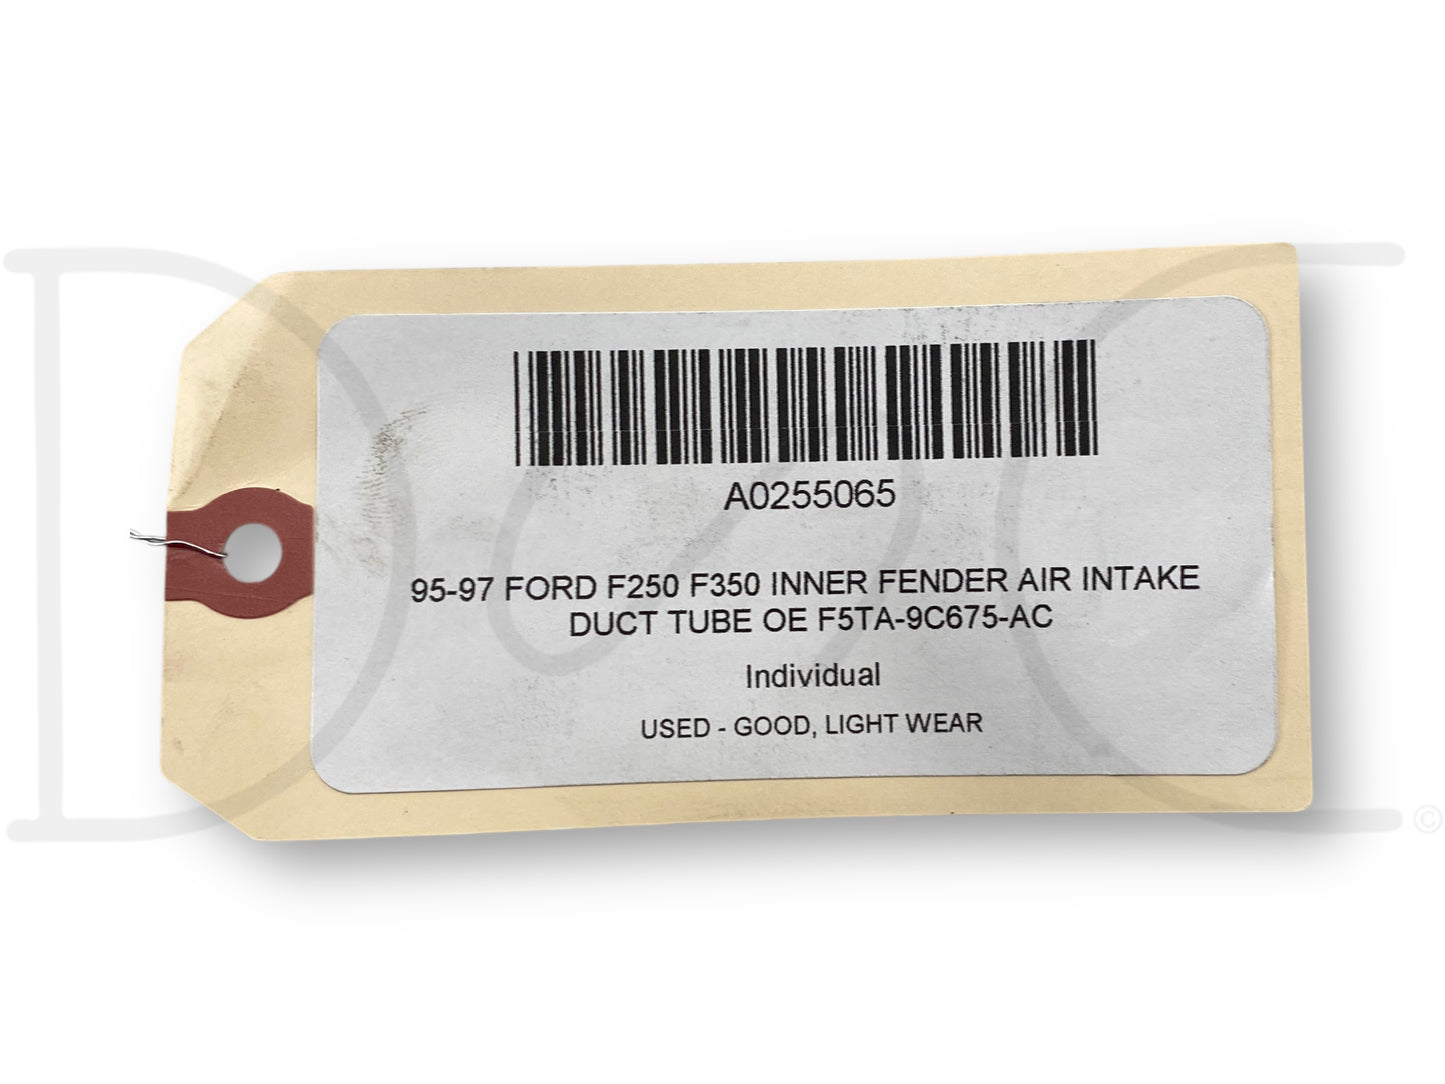 A0255065
95-97 FORD F250 F350 INNER FENDER AIR INTAKE
DUCT TUBE OE F5TA-9C675-AC
Individual
USED - GOOD, LIGHT WEAR
©